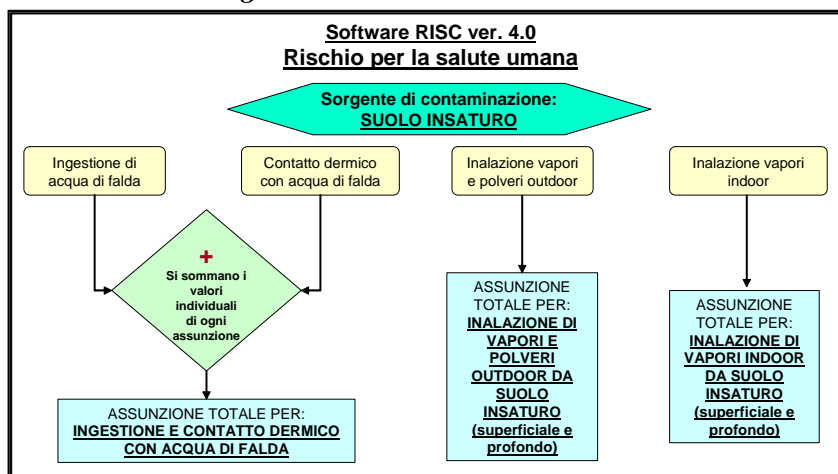 Software RISC ver. 4.0
Rischio per la salute umana
Sorgente di contaminazione:
SUOLO INSATURO
Ingestione di
acqua di falda
Contatto dermico
con acqua di falda
Inalazione vapori
e polveri outdoor
Inalazione vapori
indoor
+
Si sommano i
valori
individuali
di ogni
assunzione
ASSUNZIONE
TOTALE PER:
INALAZIONE DI
VAPORI E
POLVERI
OUTDOOR DA
SUOLO
INSATURO
(superficiale e
profondo)
ASSUNZIONE
TOTALE PER:
INALAZIONE DI
VAPORI INDOOR
DA SUOLO
INSATURO
(superficiale e
profondo)
ASSUNZIONE TOTALE PER:
INGESTIONE E CONTATTO DERMICO
CON ACQUA DI FALDA